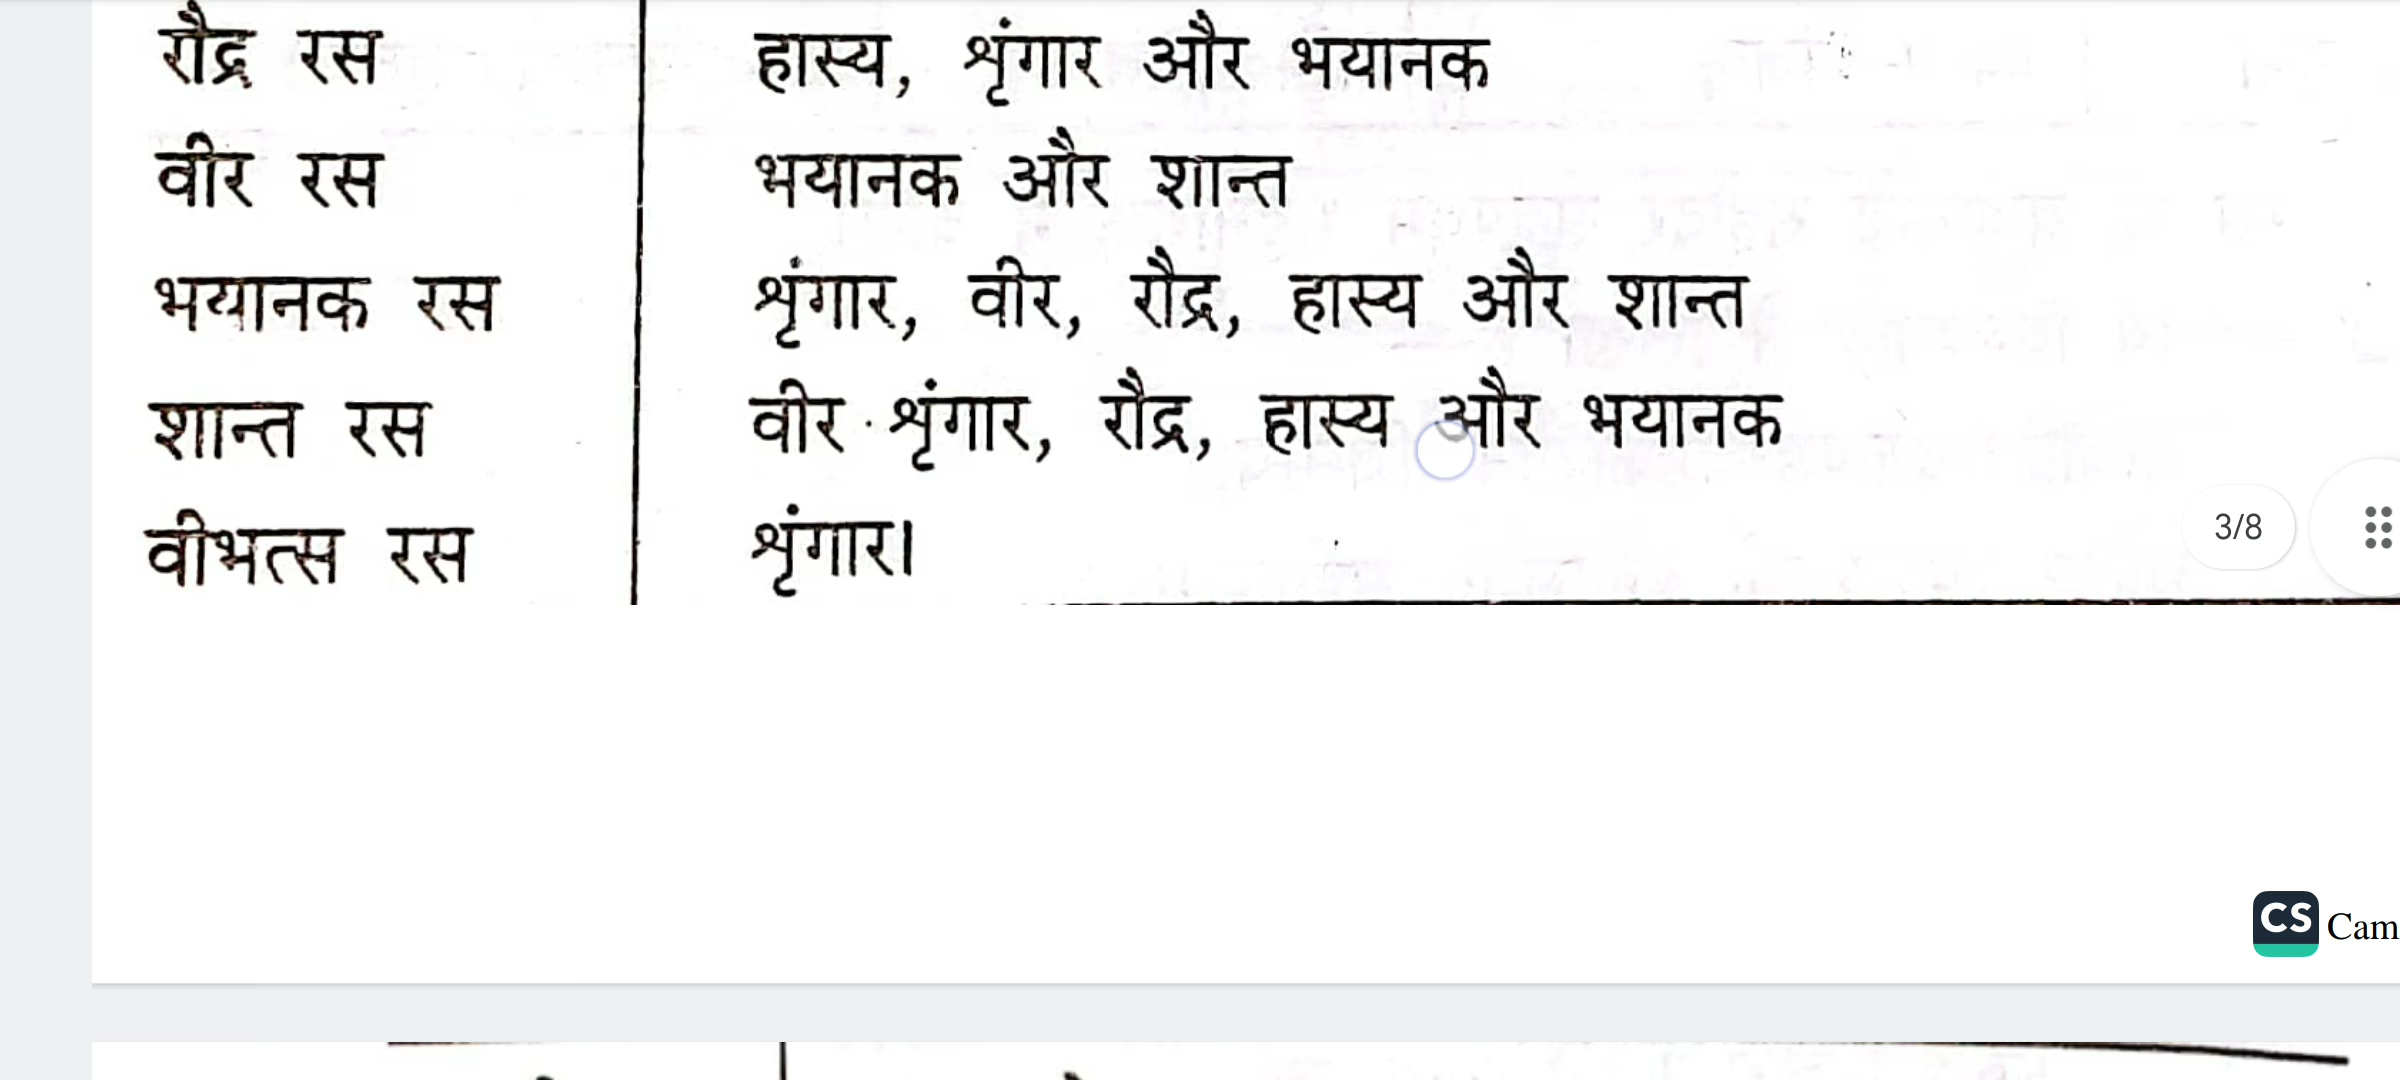 रौद्र रस हास्य, शृंगार और भयानक
वीर रस भयानक और शान्त
भयानक रस शृंगार, वीर, रौद्र, हास्य और शान्त
शान्त रस वीर शृंगार, रौद्र, हास्य और भयानक
वीभत्स रस शृंगार।
3/8
CS Cam